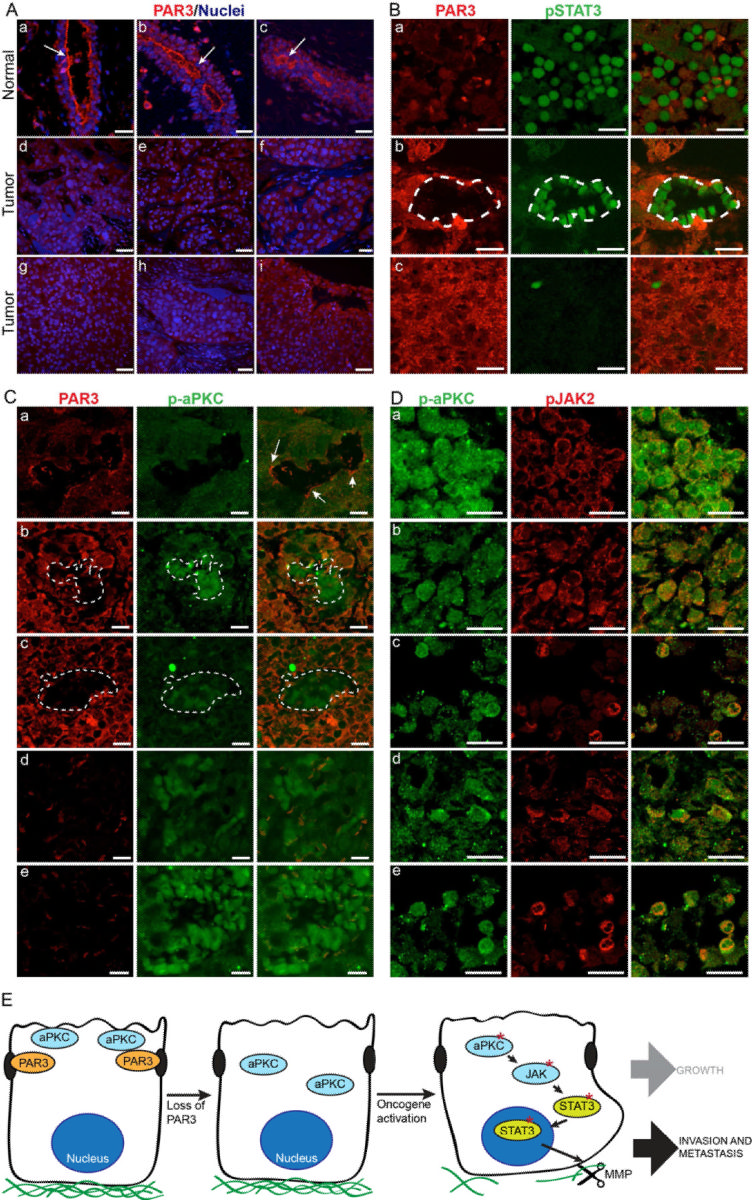 A
PAR3/Nuclei
Normal
a
b
c
Tumor
d
e
f
Tumor
g
h
i
B
PAR3
pSTAT3
a
b
c
C
PAR3
p-aPKC
a
b
c
d
e
D
p-aPKC
pJAK2
a
b
c
d
e
E
aPKC
aPKC
PAR3
PAR3
Nucleus
Loss of
PAR3
aPKC
aPKC
Nucleus
Oncogene
activation
aPKC*
JAK*
STAT3*
STAT3*
MMP
GROWTH
INVASION AND
METASTASIS